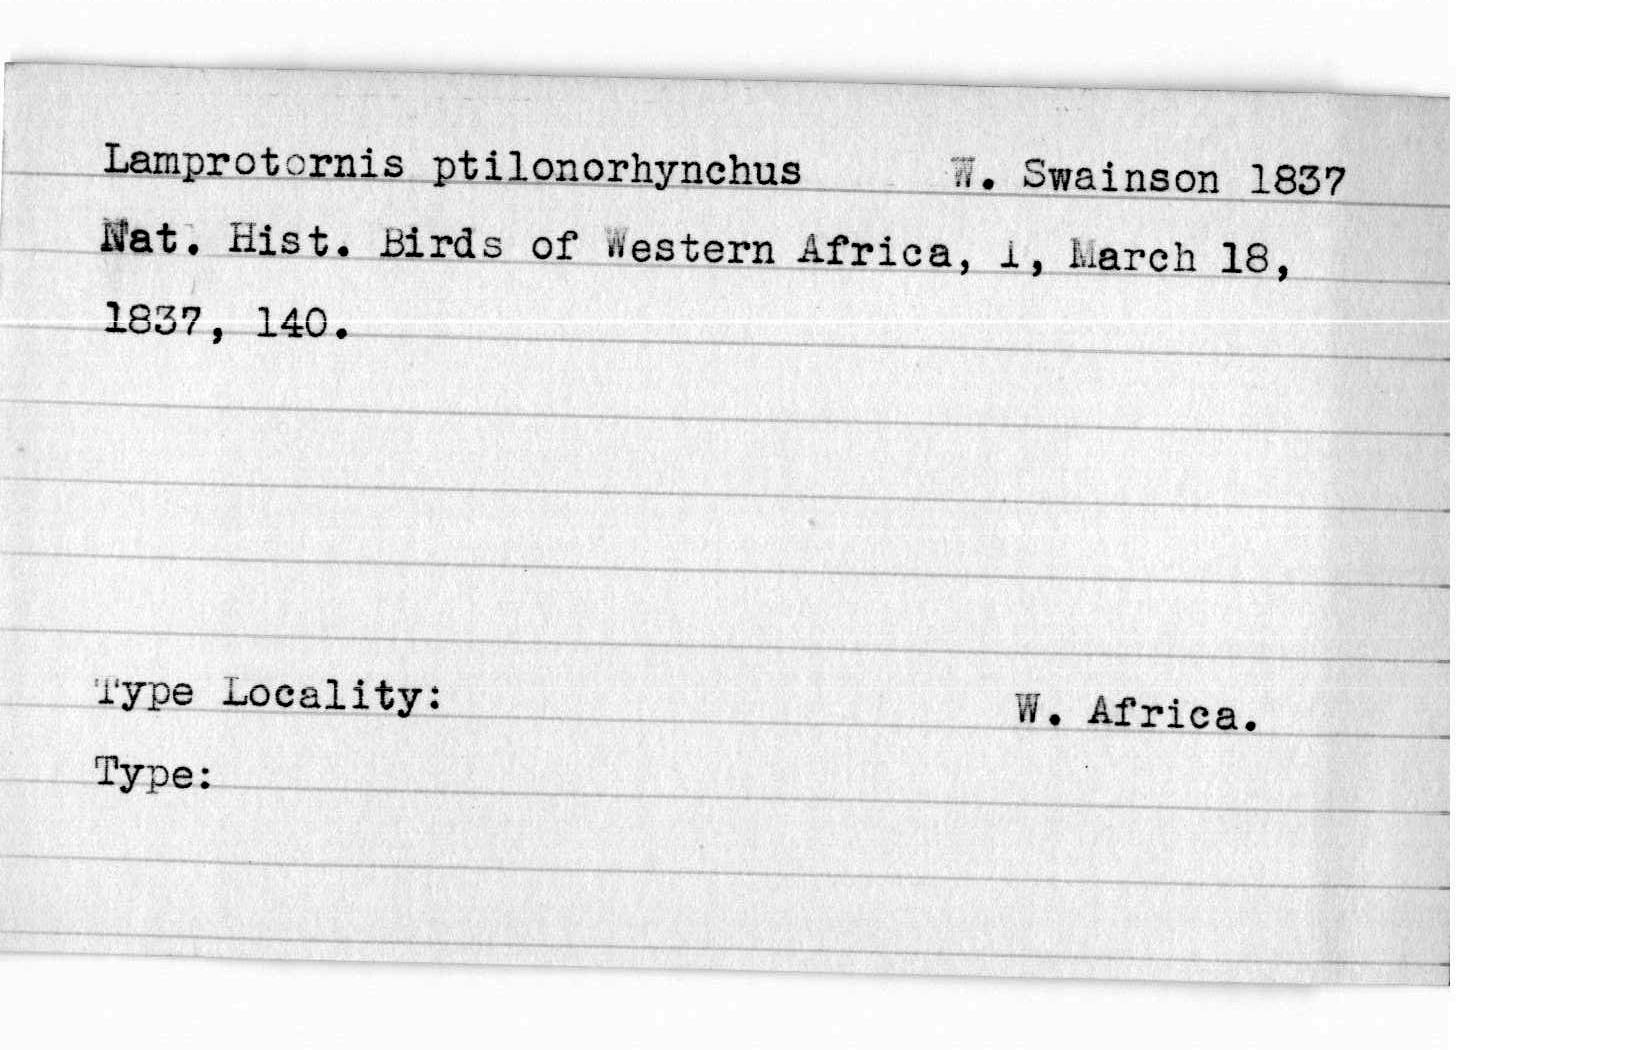 Lamprotornis ptilonorhynchus W. Swainson 1837
Nat. Hist. Birds of Western Africa, 1, March 18,
1837, 140.
Type Locality: W. Africa.
Type: